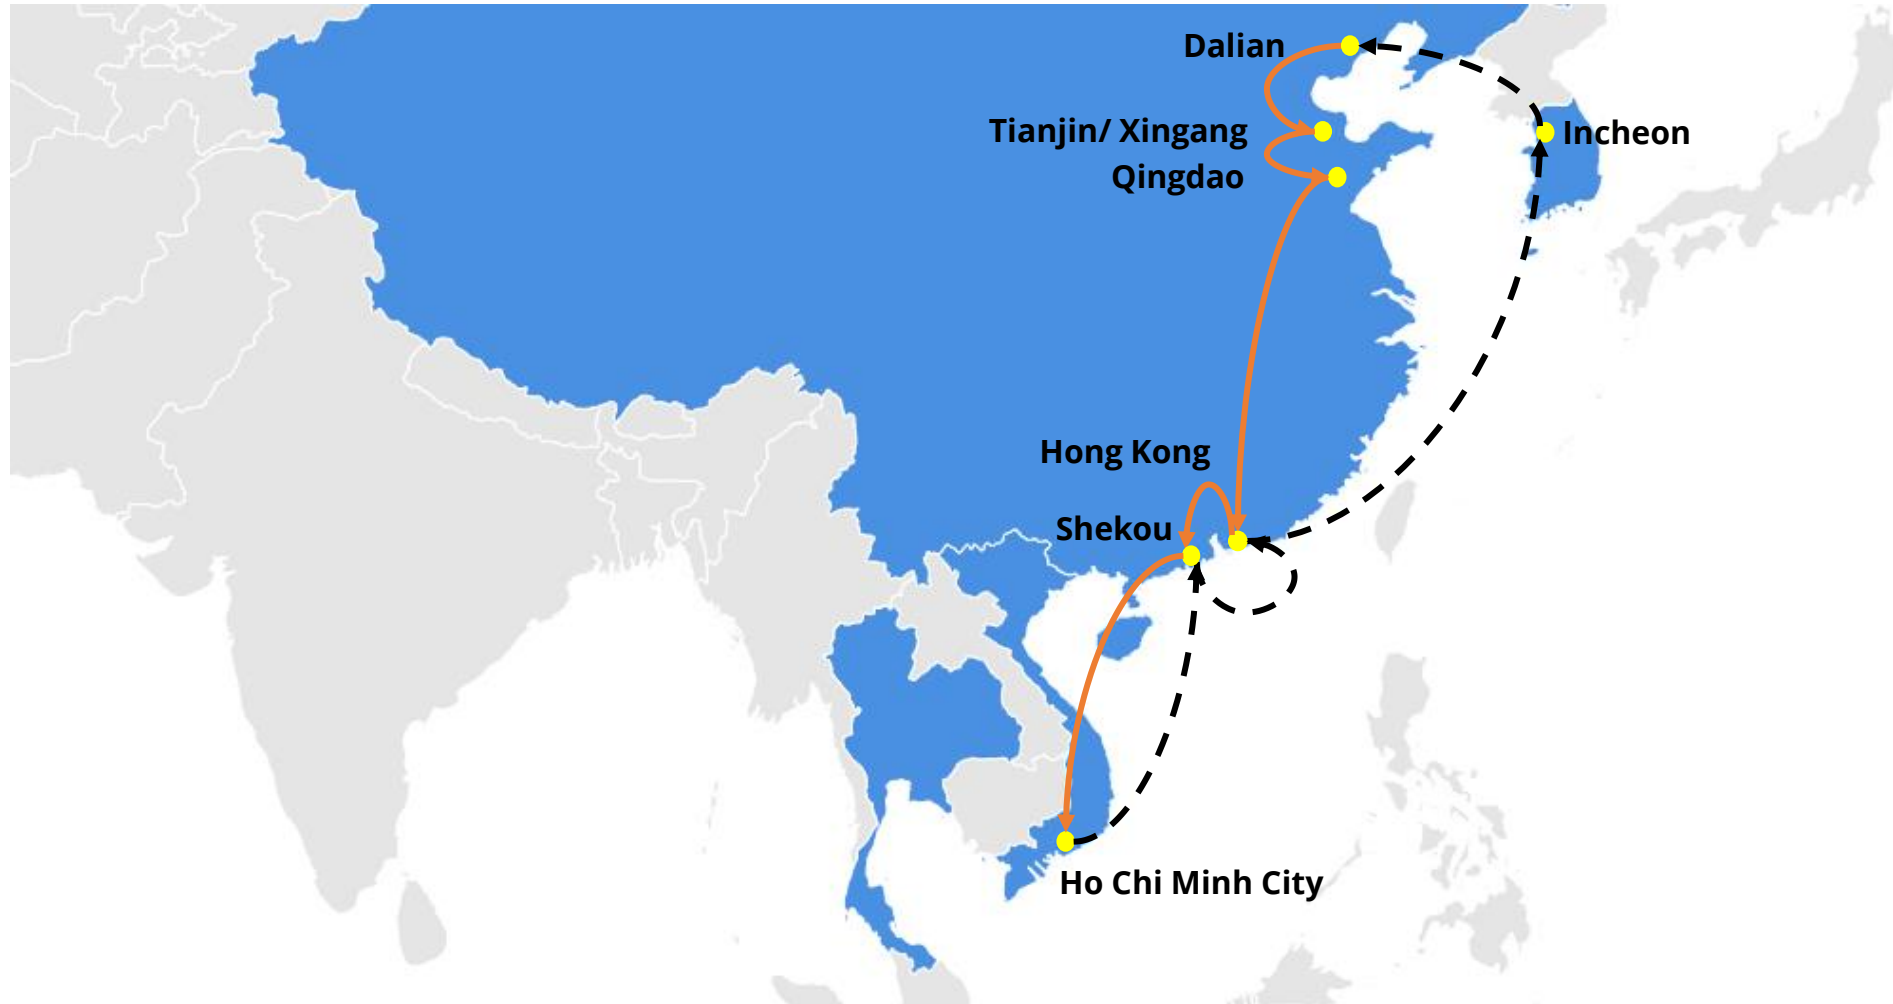 Dalian
Tianjin/ Xingang
Incheon
Qingdao
Hong Kong
Shekou
Ho Chi Minh City